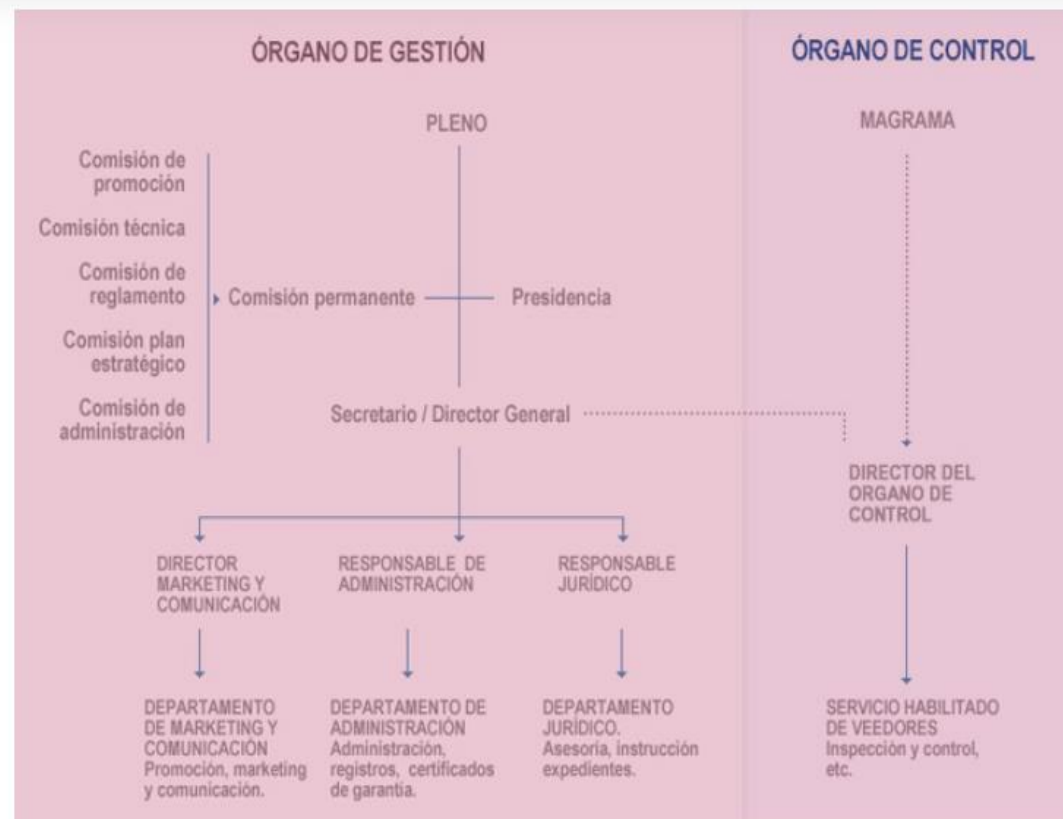 ÓRGANO DE GESTIÓN
ÓRGANO DE CONTROL
PLENO
MAGRAMA
Comisión de
promoción
Comisión técnica
Comisión de
reglamento
Comisión permanente
Presidencia
Comisión plan
estratégico
Comisión de
administración
Secretario / Director General
DIRECTOR DEL
ORGANO DE
CONTROL
DIRECTOR
MARKETING Y
COMUNICACIÓN
RESPONSABLE DE
ADMINISTRACIÓN
RESPONSABLE
JURÍDICO
DEPARTAMENTO
DE MARKETING Y
COMUNICACIÓN
Promoción, marketing
y comunicación.
DEPARTAMENTO DE
ADMINISTRACIÓN
Administración,
registros, certificados
de garantía.
DEPARTAMENTO
JURÍDICO.
Asesoría, instrucción
expedientes.
SERVICIO HABILITADO
DE VEEDORES
Inspección y control,
etc.